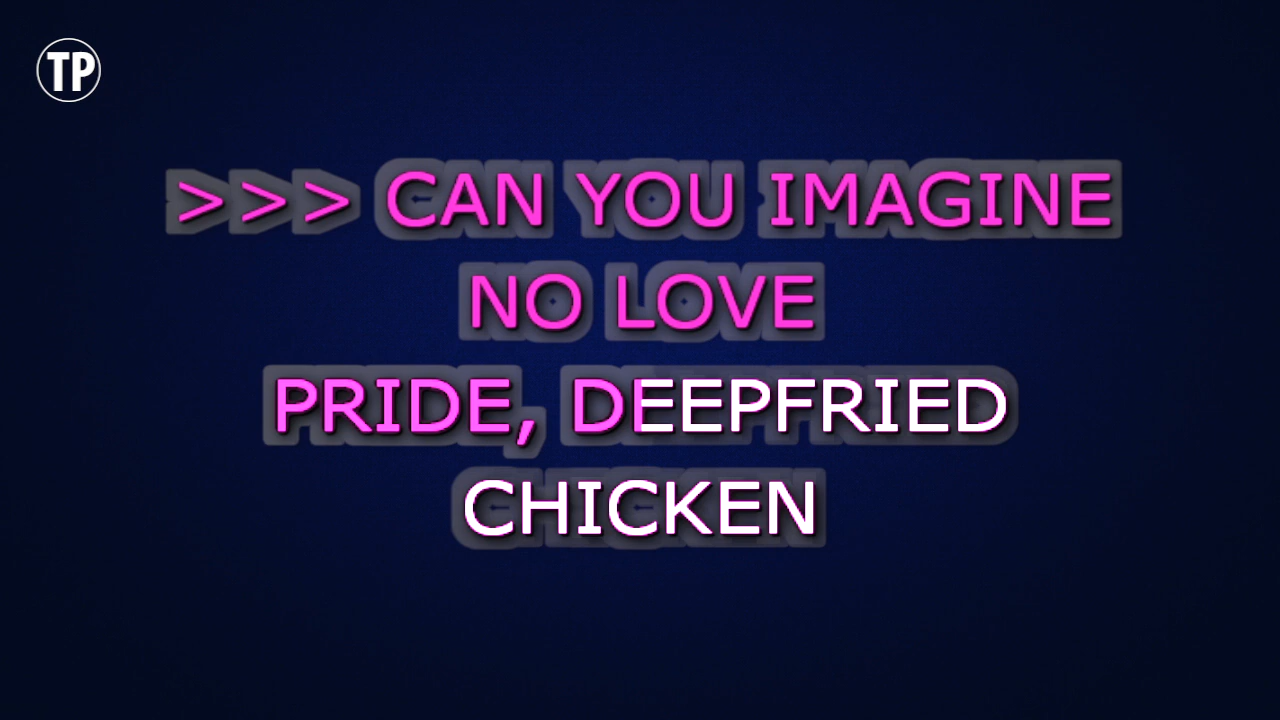 TP
>>> CAN YOU IMAGINE
NO LOVE
PRIDE, DEEPFRIED
CHICKEN